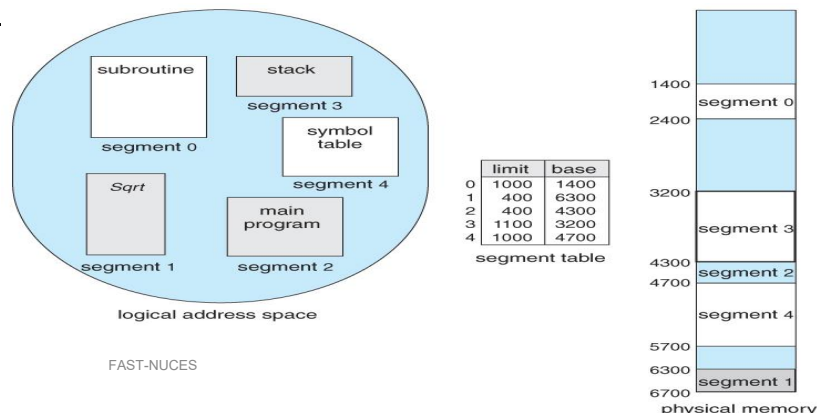 subroutine
segment 0
stack
segment 3
symbol
table
segment 4
Sqrt
segment 1
main
program
segment 2
logical address space
limit base
0 1000 1400
1 400 6300
2 400 4300
3 1100 3200
4 1000 4700
segment table
1400
segment 0
2400
3200
segment 3
4300
segment 2
4700
segment 4
5700
6300
segment 1
6700
physical memory
FAST-NUCES